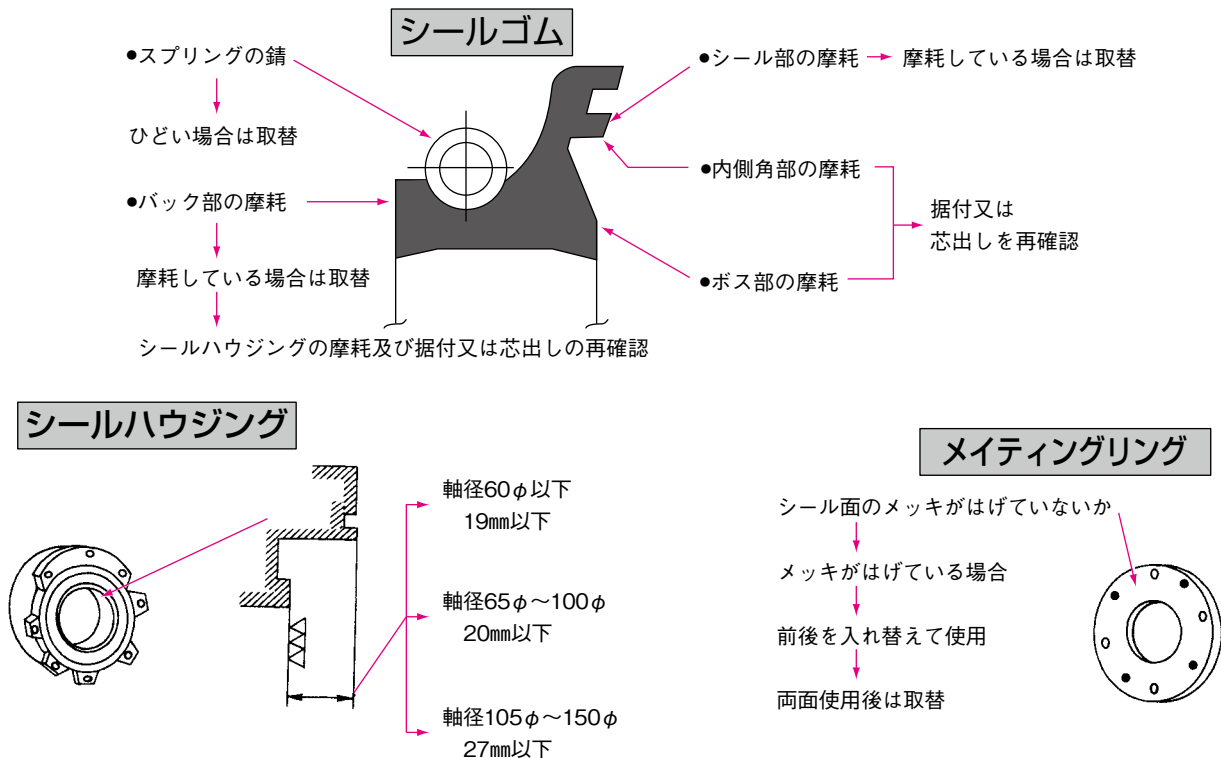 シールゴム
●スプリングの錆
ひどい場合は取替
●バック部の摩耗
摩耗している場合は取替
シールハウジングの摩耗及び据付又は芯出しの再確認
●シール部の摩耗
摩耗している場合は取替
●内側角部の摩耗
●ボス部の摩耗
据付又は
芯出しを再確認
シールハウジング
軸径60φ以下
19㎜以下
軸径65φ〜100φ
20㎜以下
軸径105φ〜150φ
27㎜以下
メイティングリング
シール面のメッキがはげていないか
メッキがはげている場合
前後を入れ替えて使用
両面使用後は取替